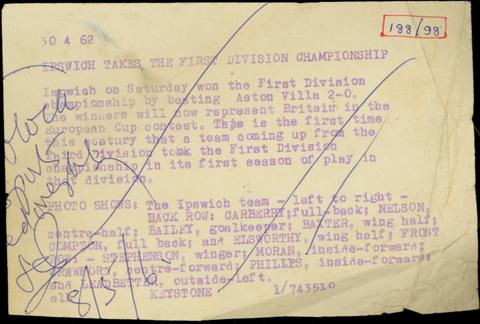 188/98
30 4 62
IPSWICH TAKES THE FIRST DIVISION CHAMPIONSHIP
Ipswich on Saturday won the First Division
championship by beating Aston Villa 2-0.
The winners will now represent Britain in the
European Cup contest. This is the first time
this century that a team coming up from the
Third Division took the First Division
championship in its first season of play in
that division.
PHOTO SHOWS: The Ipswich team - left to right -
BACK ROW: CARBERRY;full-back; NELSON,
centre-half; BAILEY, goalkeeper; BAXTER, wing half;
COMPTON, full back; and ELSWORTHY, wing half; FRONT
ROW: - STEPHENSON, winger; MORAN, inside-forward;
CRAWFORT, centre-forward; PHILLIPS, inside-forward;
and LEADBETTER, outside-left.
KEYSTONE 1/743510